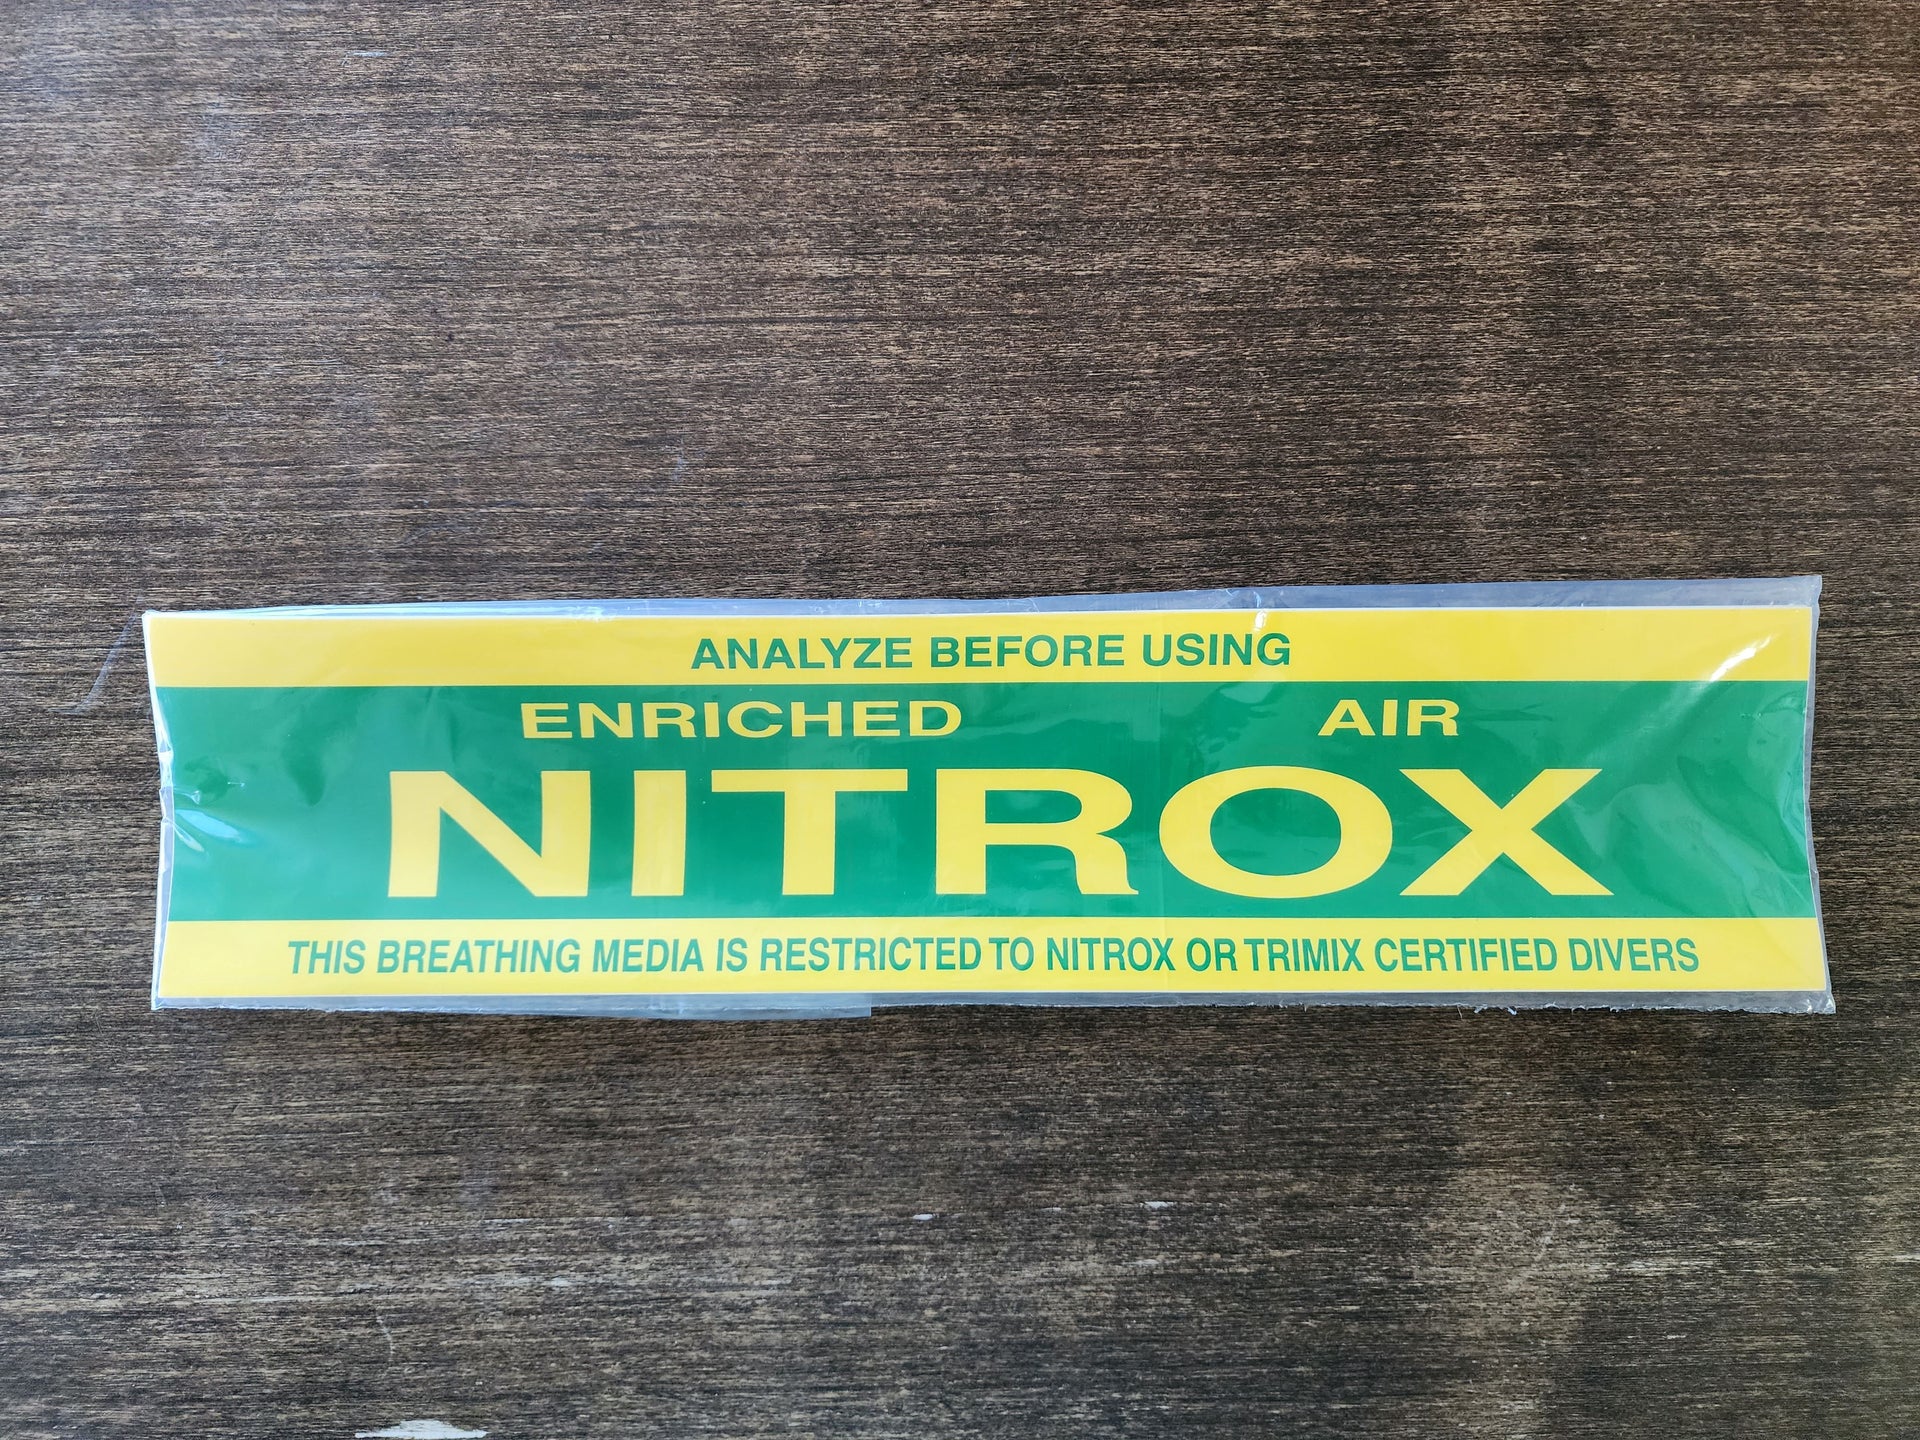 ANALYZE BEFORE USING
ENRICHED AIR
NITROX
THIS BREATHING MEDIA IS RESTRICTED TO NITROX OR TRIMIX CERTIFIED DIVERS